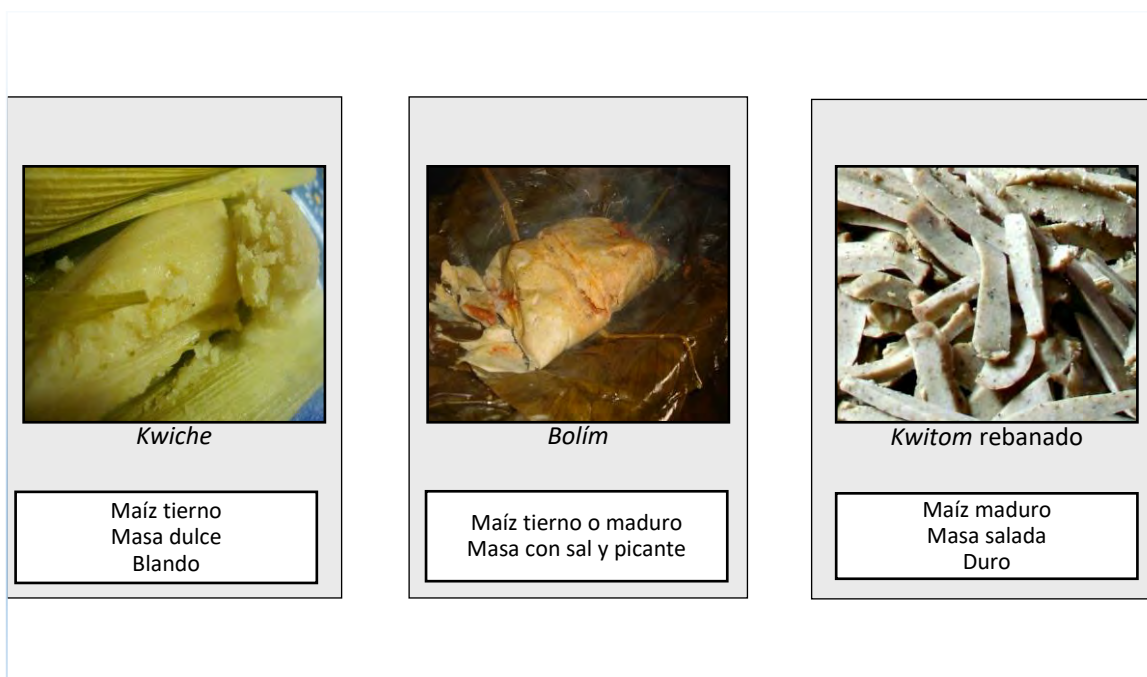 Kwiche
Maíz tierno
Masa dulce
Blando
Bolím
Maíz tierno o maduro
Masa con sal y picante
Kwitom rebanado
Maíz maduro
Masa salada
Duro